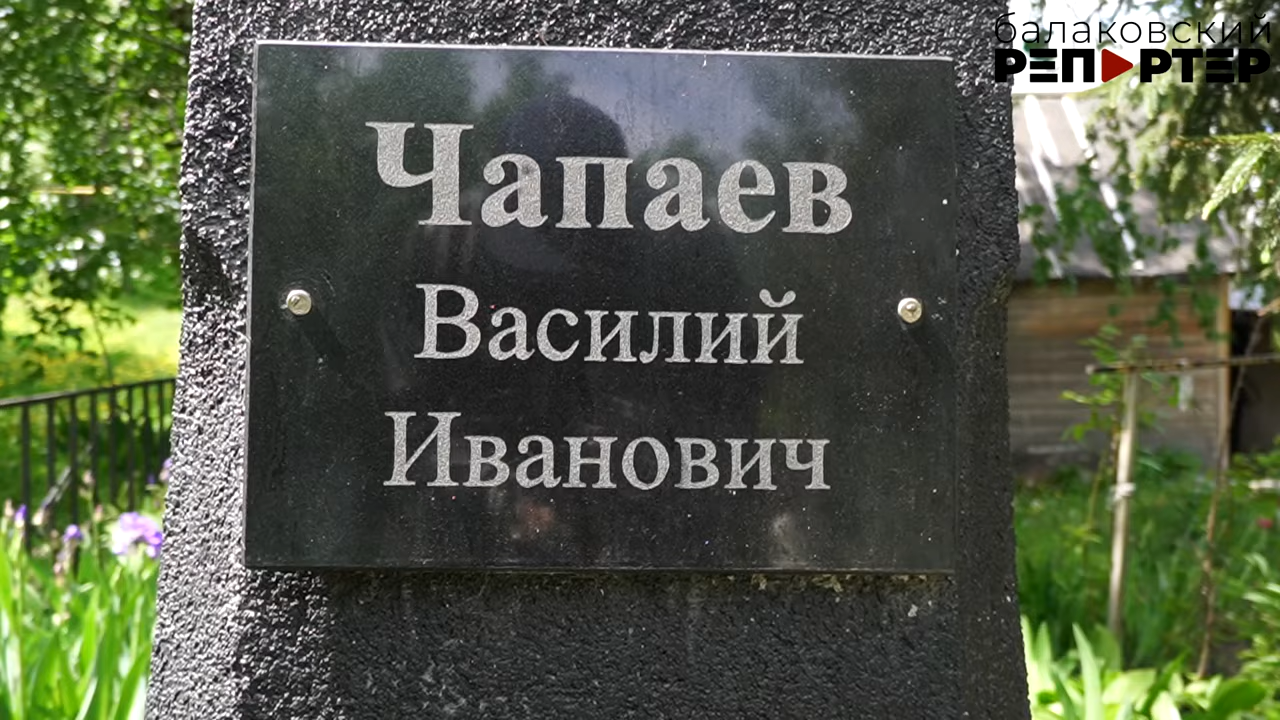 балаковский
РЕПОРТЕР
Чапаев
Василий
Иванович